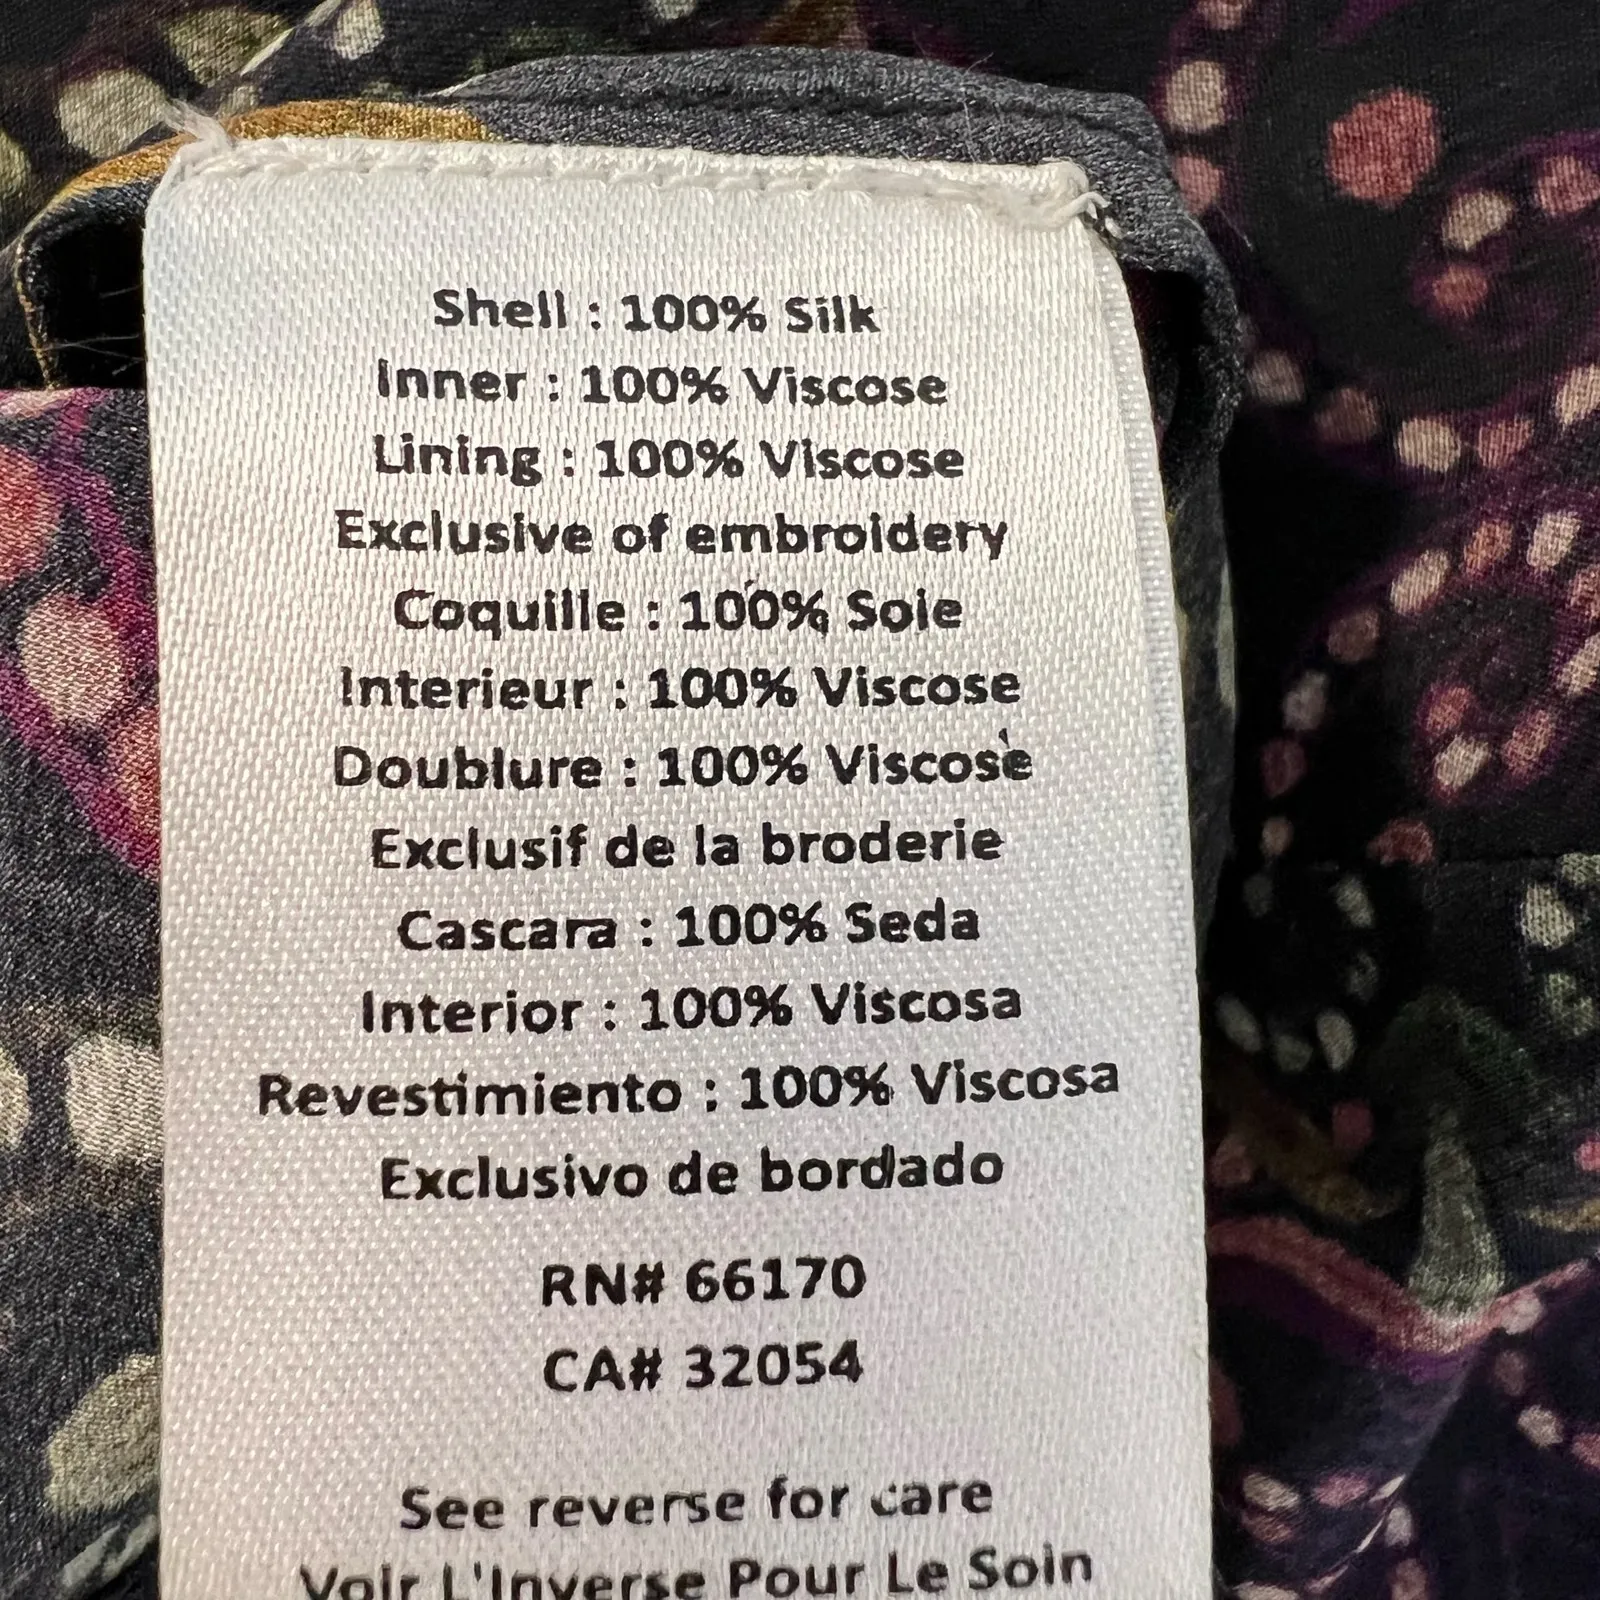 Shell : 100% Silk
Inner : 100% Viscose
Lining : 100% Viscose
Exclusive of embroidery
Coquille : 100% Soie
Interieur : 100% Viscose
Doublure : 100% Viscose
Exclusif de la broderie
Cascara : 100% Seda
Interior : 100% Viscosa
Revestimiento : 100% Viscosa
Exclusivo de bordado
RN# 66170
CA# 32054
See reverse for care
Voir L'Inverse Pour Le Soin